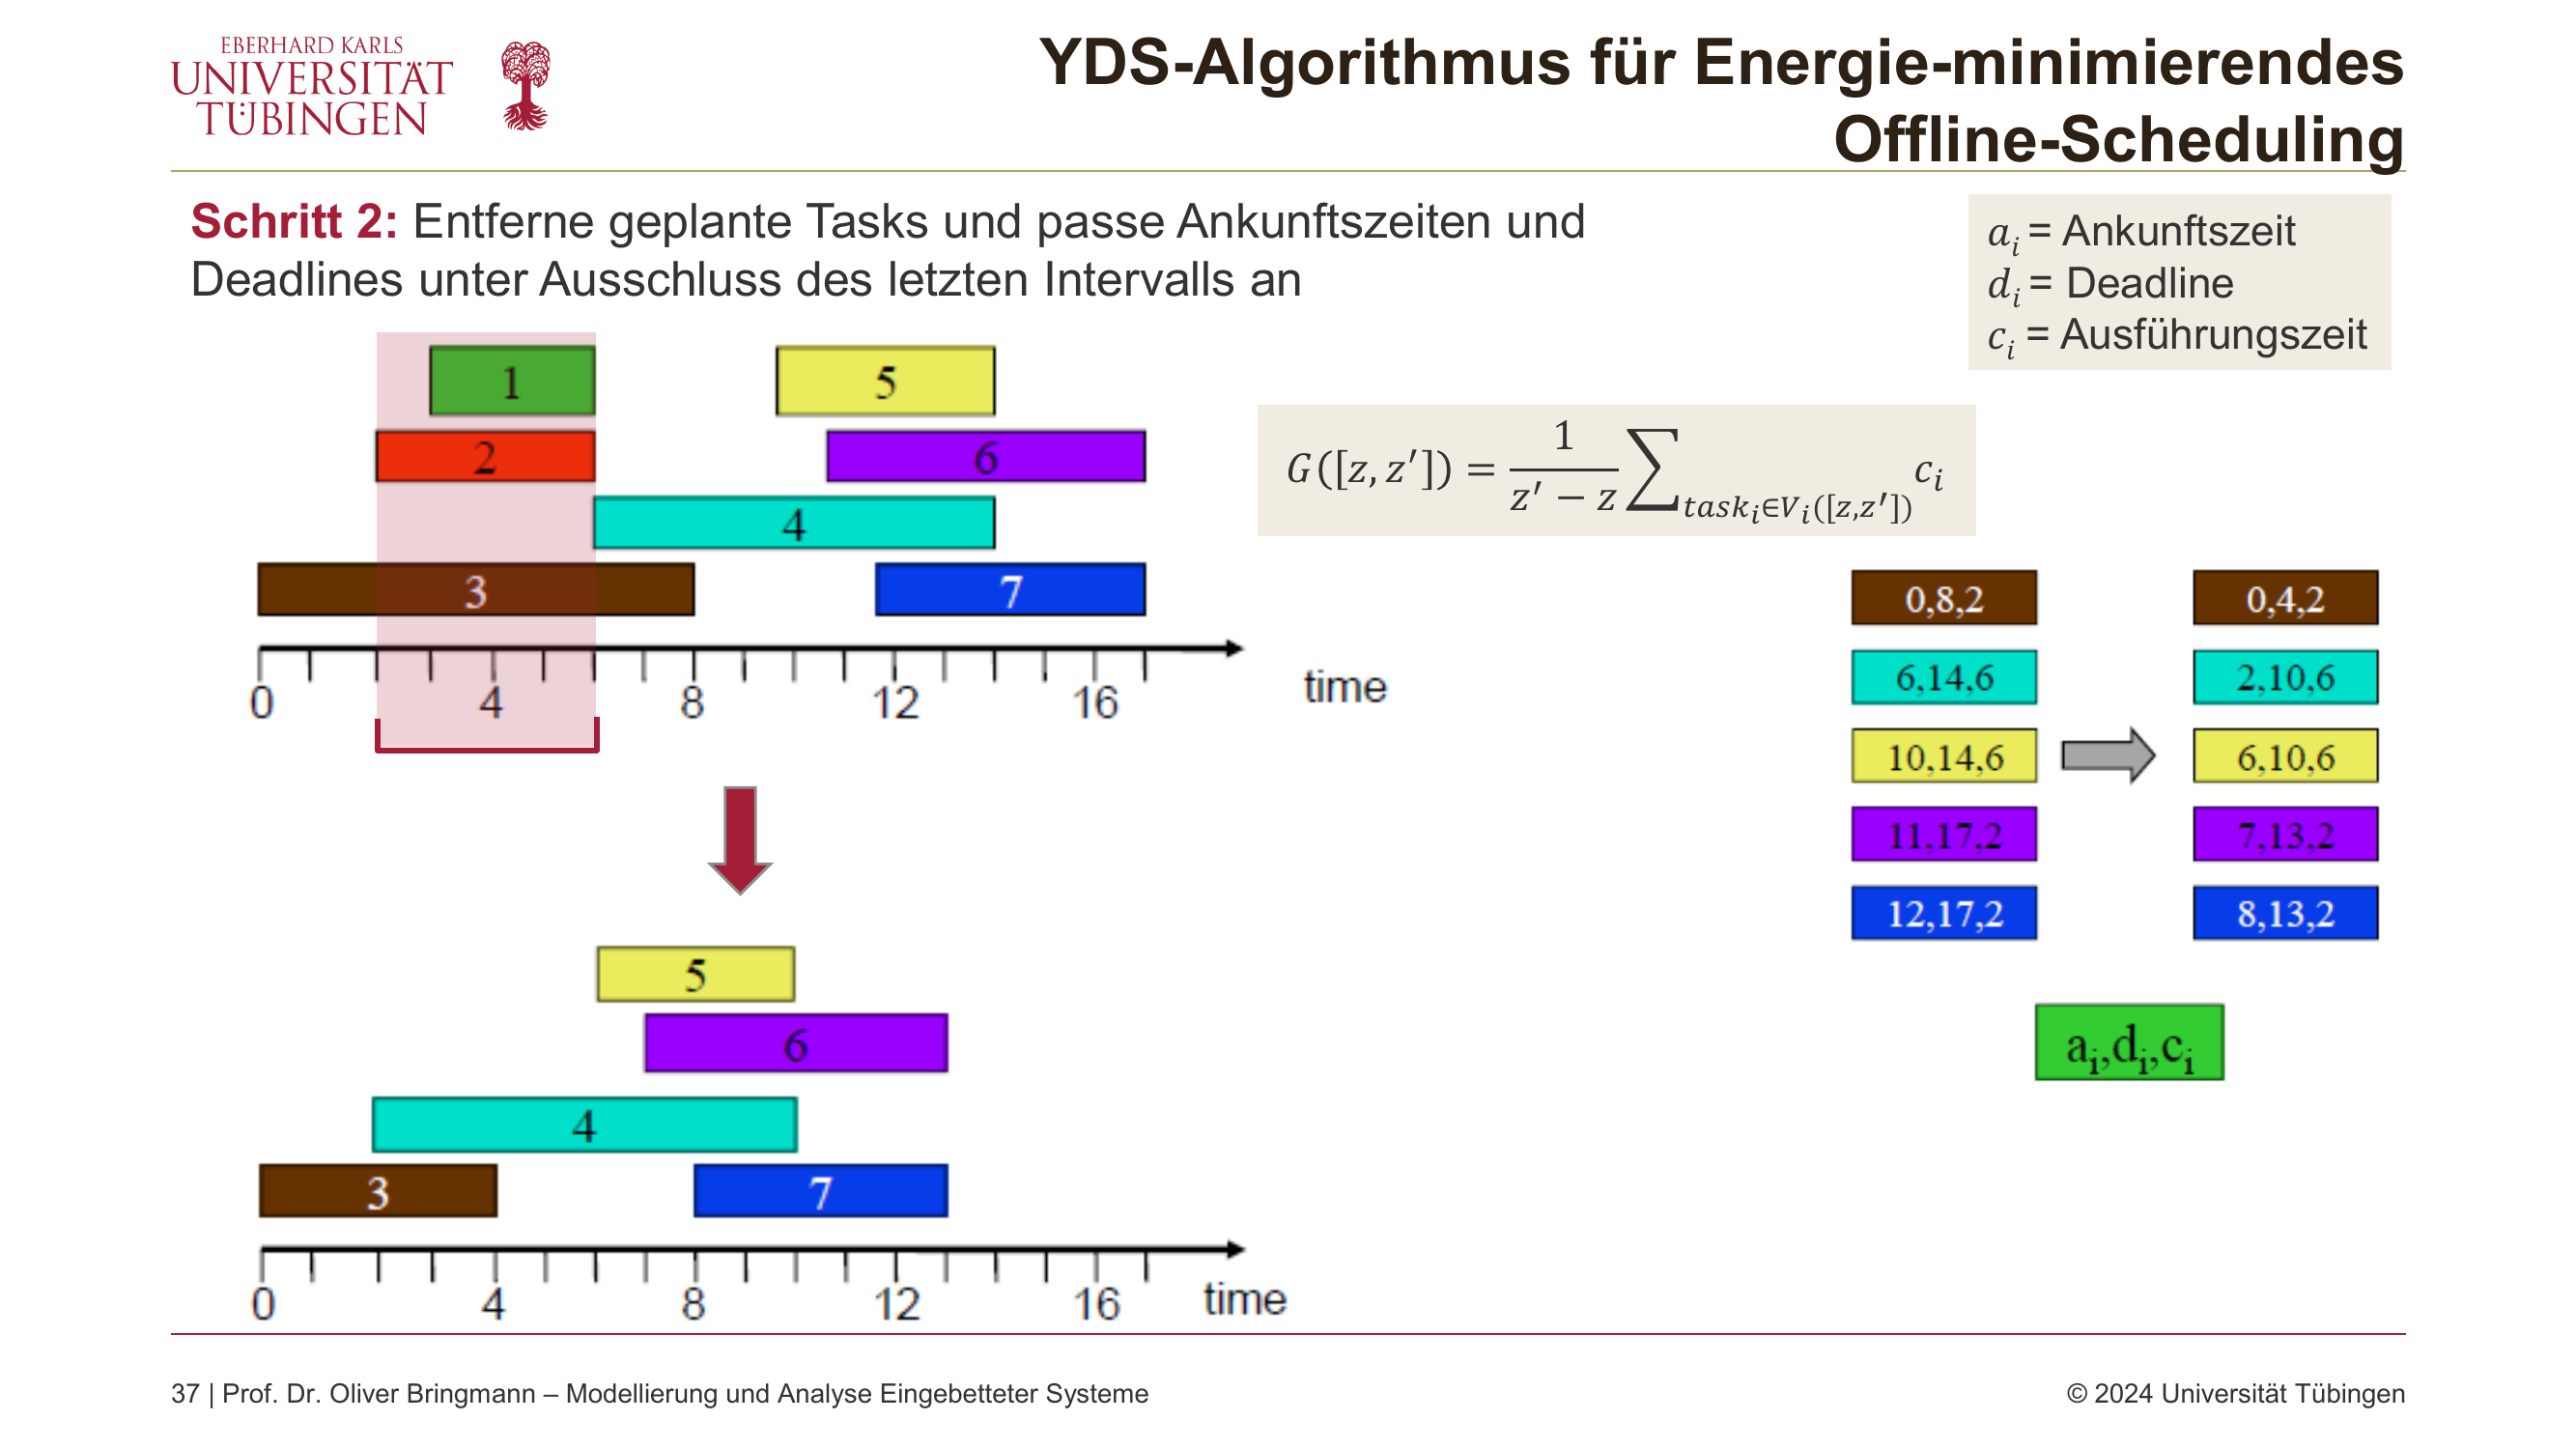 EBERHARD KARLS
UNIVERSITÄT
TÜBINGEN
YDS-Algorithmus für Energie-minimierendes
Offline-Scheduling
Schritt 2: Entferne geplante Tasks und passe Ankunftszeiten und
Deadlines unter Ausschluss des letzten Intervalls an
a_i = Ankunftszeit
d_i = Deadline
c_i = Ausführungszeit
1
5
2
6
4
3
7
0 4 8 12 16
time
G([z, z′]) = 1/(z′ − z) ∑_{task_i∈V_i([z,z′])} c_i
0,8,2
0,4,2
6,14,6
2,10,6
10,14,6
6,10,6
11,17,2
7,13,2
12,17,2
8,13,2
a_i,d_i,c_i
5
6
4
3
7
0 4 8 12 16
time
37 | Prof. Dr. Oliver Bringmann – Modellierung und Analyse Eingebetteter Systeme
© 2024 Universität Tübingen